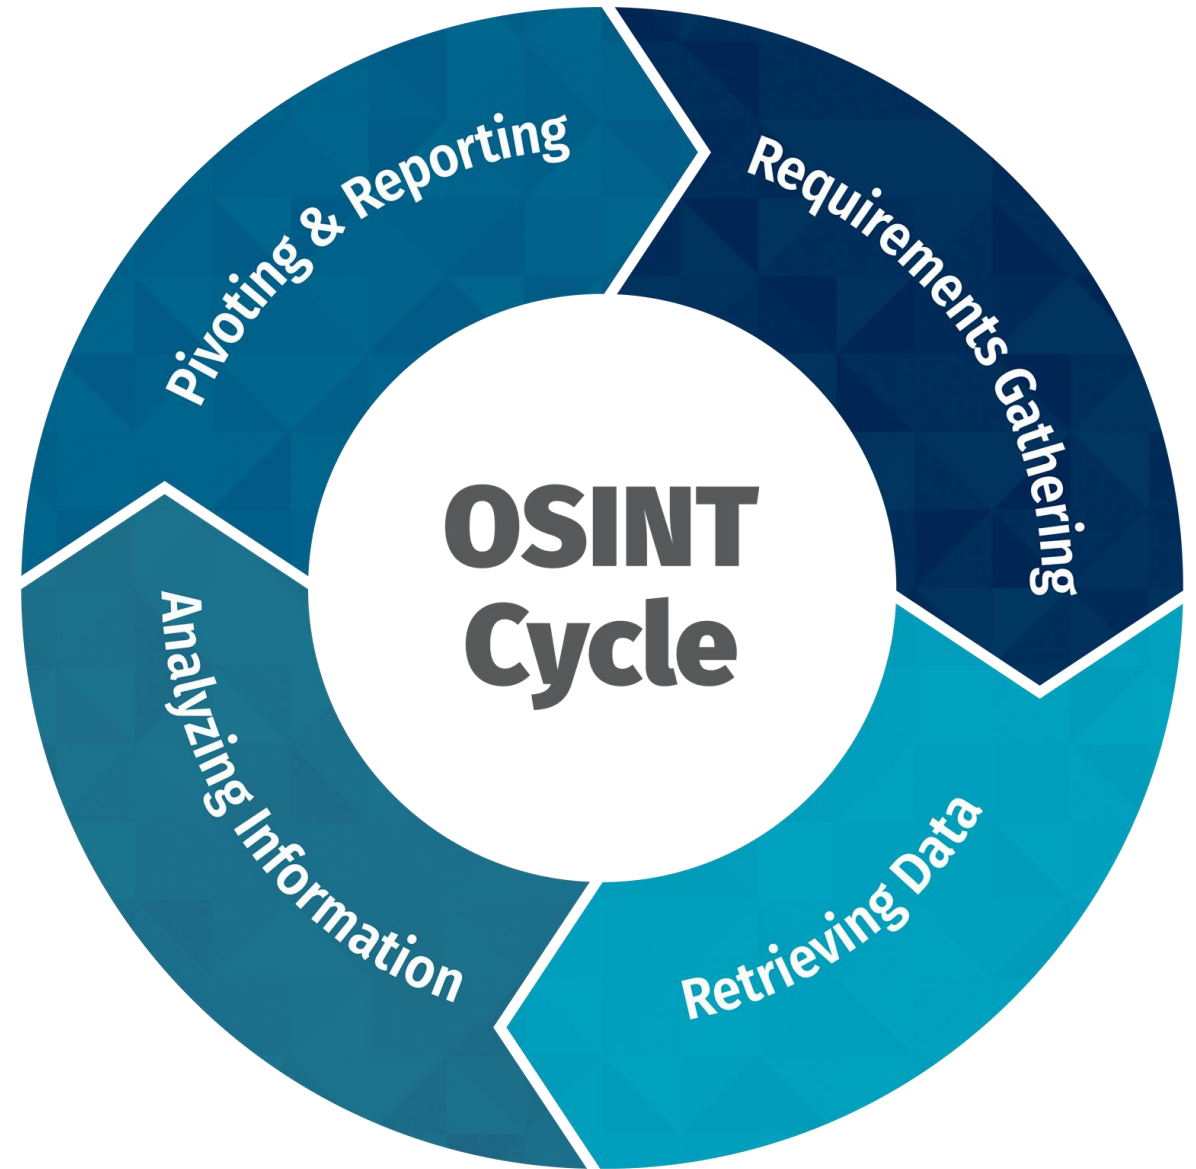 OSINT
Cycle
Requirements Gathering
Retrieving Data
Analyzing Information
Pivoting & Reporting